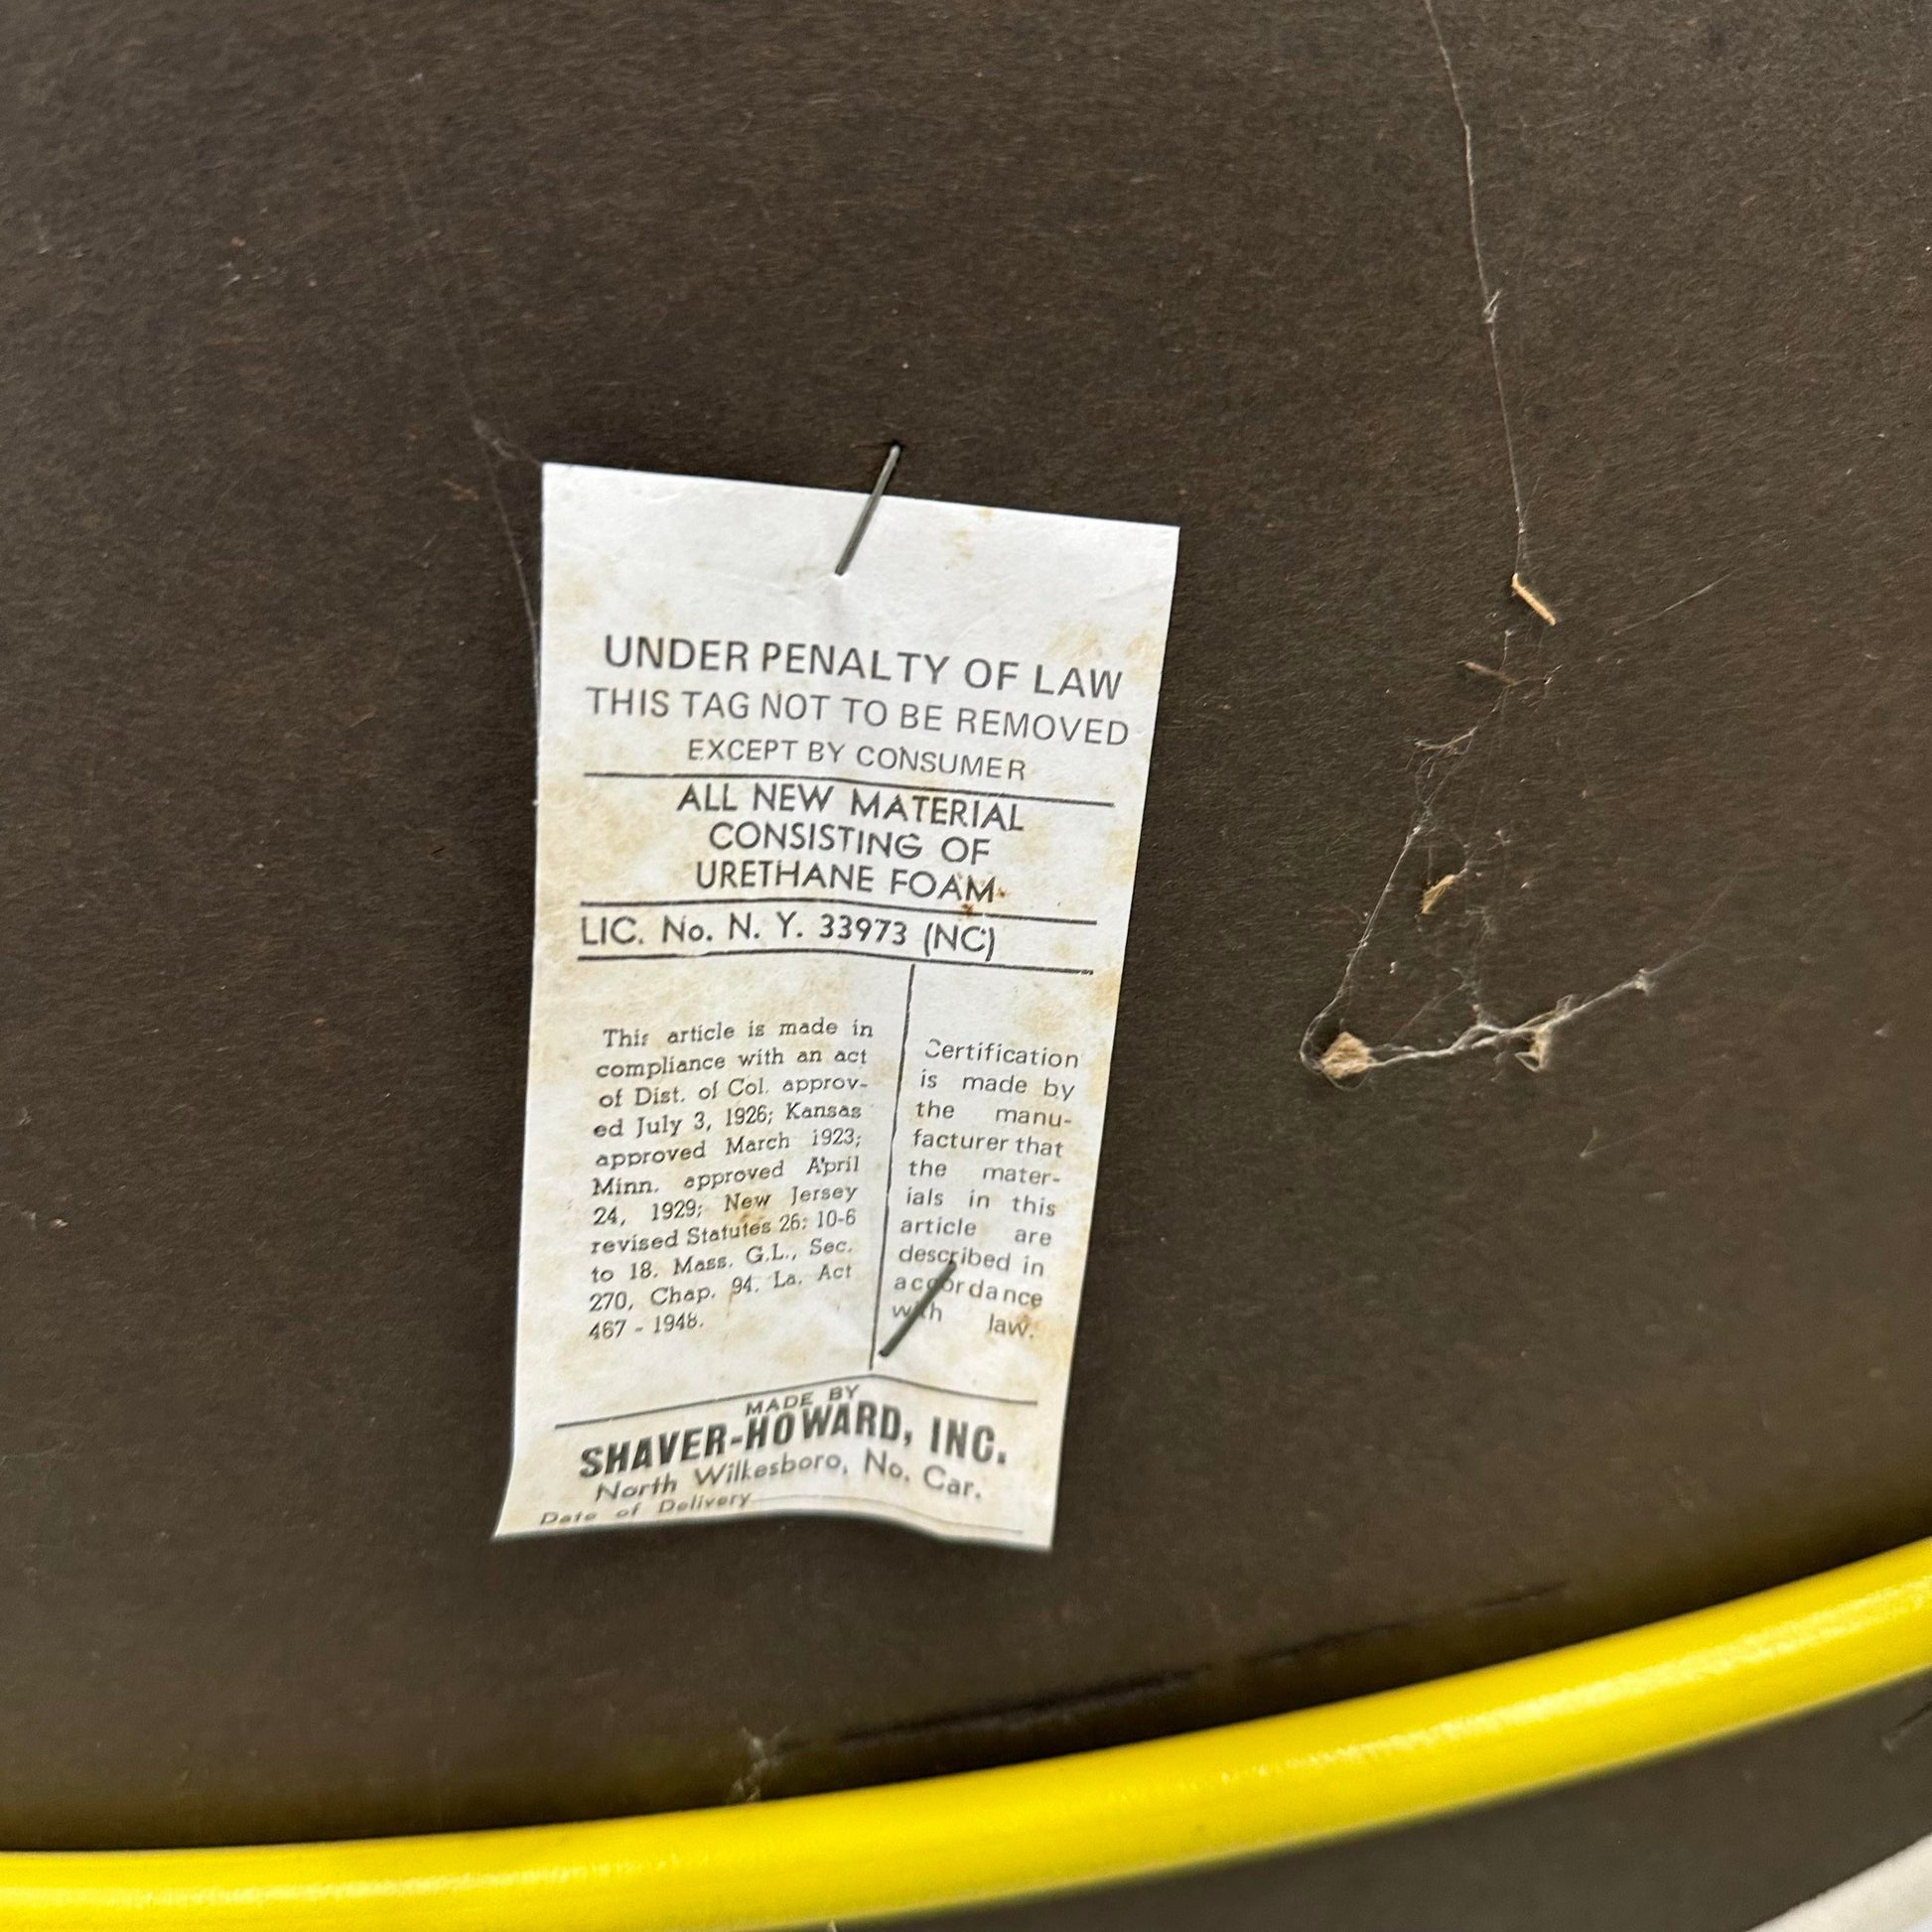 UNDER PENALTY OF LAW
THIS TAG NOT TO BE REMOVED
EXCEPT BY CONSUMER
ALL NEW MATERIAL
CONSISTING OF
URETHANE FOAM
LIC. No. N. Y. 33973 (NC)
This article is made in
compliance with an act
of Dist. of Col. approv-
ed July 3, 1926; Kansas
approved March 1923;
Minn. approved April
24, 1929; New Jersey
revised Statutes 26: 10-6
to 18. Mass. G.L., Sec.
270, Chap. 94. La. Act
467 - 1948.
Certification
is made by
the manu-
facturer that
the mater-
ials in this
article are
described in
accordance
with law.
MADE BY
SHAVER-HOWARD, INC.
North Wilkesboro, No. Car.
Date of Delivery